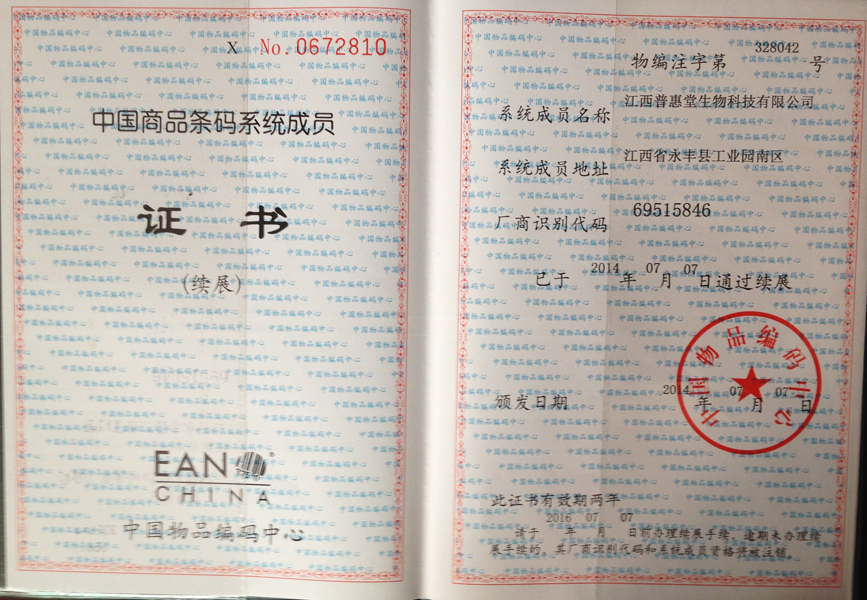 X No.0672810
中国商品条码系统成员
证 书
(续展)
EAN
CHINA
中国物品编码中心
物编注字第 328042 号
系统成员名称 江西普惠堂生物科技有限公司
系统成员地址 江西省永丰县工业园南区
厂商识别代码 69515846
已于 2014 年 07 月 07 日通过续展
中国物品编码中心
颁发日期 2014 年 07 月 07 日
此证书有效期两年
请于 2016 年 07 月 07 日前办理续展手续，逾期未办理续
展手续的，其厂商识别代码和系统成员资格将被注销。